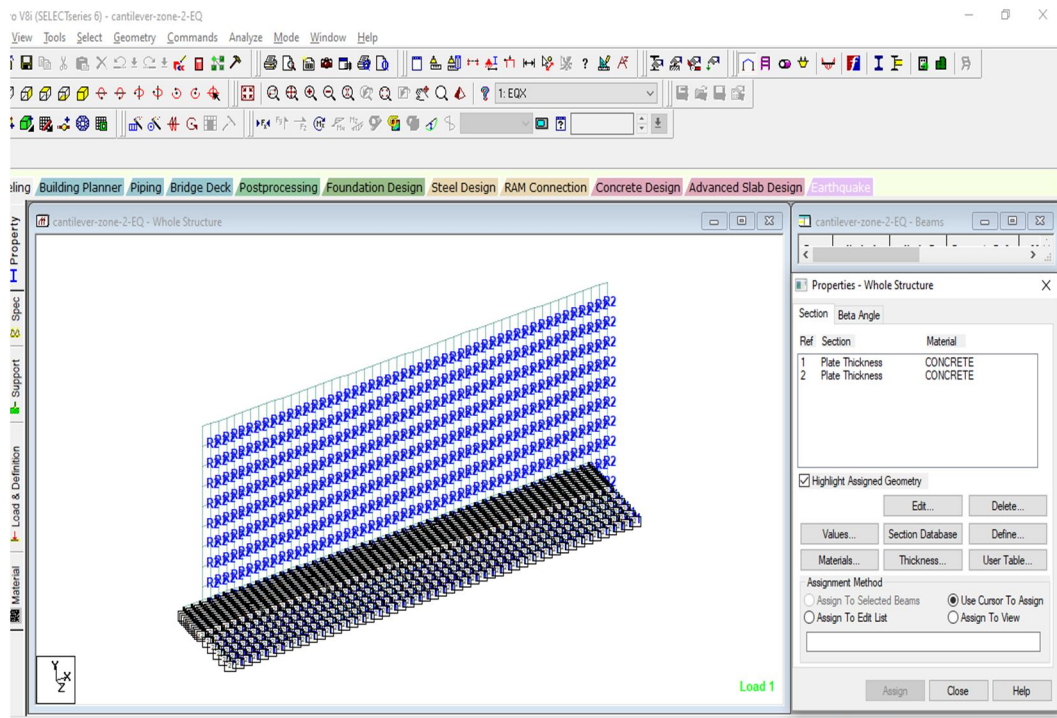 ro V8i (SELECTseries 6) - cantilever-zone-2-EQ
View Tools Select Geometry Commands Analyze Mode Window Help
1: EQX
eling Building Planner Piping Bridge Deck Postprocessing Foundation Design Steel Design RAM Connection Concrete Design Advanced Slab Design Earthquake
Property
Spec
Support
Load & Definition
Material
cantilever-zone-2-EQ - Whole Structure
Y
X
Z
Load 1
cantilever-zone-2-EQ - Beams
Properties - Whole Structure
Section Beta Angle
Ref Section Material
1 Plate Thickness CONCRETE
2 Plate Thickness CONCRETE
Highlight Assigned Geometry
Edit... Delete...
Values... Section Database Define...
Materials... Thickness... User Table...
Assignment Method
Assign To Selected Beams Use Cursor To Assign
Assign To Edit List Assign To View
Assign Close Help